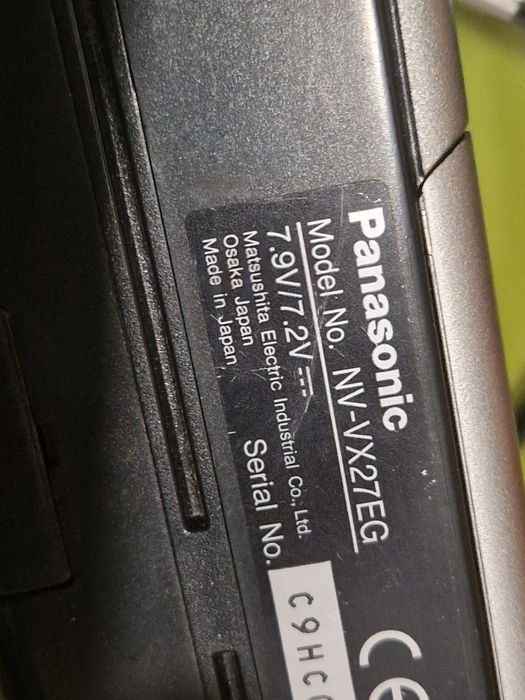 Panasonic
Model No. NV-VX27EG
7.9V/7.2V⎓
Matsushita Electric Industrial Co., Ltd.
Osaka Japan
Made in Japan
Serial No.
C9HC
CE